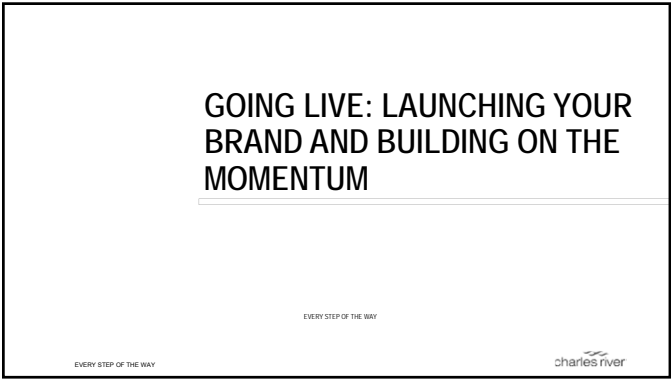 GOING LIVE: LAUNCHING YOUR
BRAND AND BUILDING ON THE
MOMENTUM
EVERY STEP OF THE WAY
EVERY STEP OF THE WAY
charles river